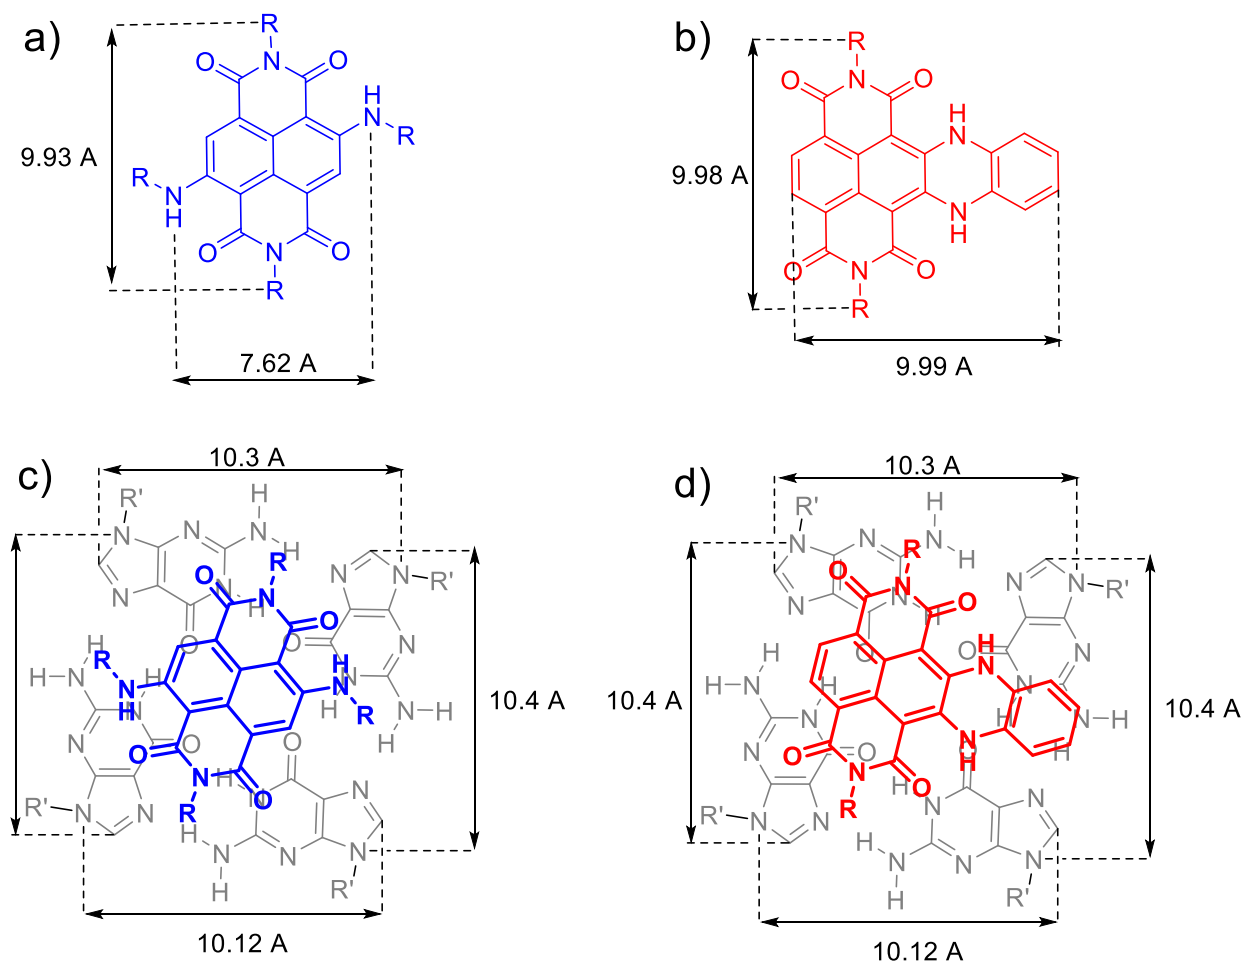 a)
R
O N O
H
N
R
9.93 A
R
N
H
O N O
R
7.62 A
b)
R
O N O
H
N
9.98 A
N
H
O N O
R
9.99 A
c)
10.3 A
R'
N N H
N H
N N H
R
O N O
O
N N R'
O N
N H
H N
R
H N H
N
H
N R
H
H N H
N
O
O N O
R
N N
R' N N
H N
H N N N
H R'
10.4 A
10.12 A
d)
10.3 A
R'
N N H
N H
N N
R
O N O
H
O
N N R'
O N
N H
H
N
H N H
N H
N
N
H
O
O N O
R
N N
R' N N
H N N
H N N N
H R'
10.4 A
10.4 A
10.12 A